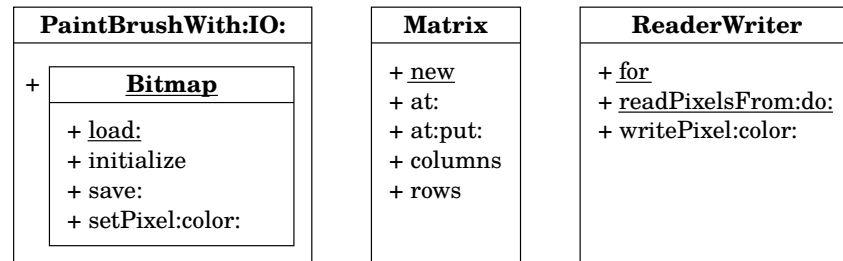 PaintBrushWith:IO:
+ Bitmap
+ load:
+ initialize
+ save:
+ setPixel:color:
Matrix
+ new
+ at:
+ at:put:
+ columns
+ rows
ReaderWriter
+ for
+ readPixelsFrom:do:
+ writePixel:color: